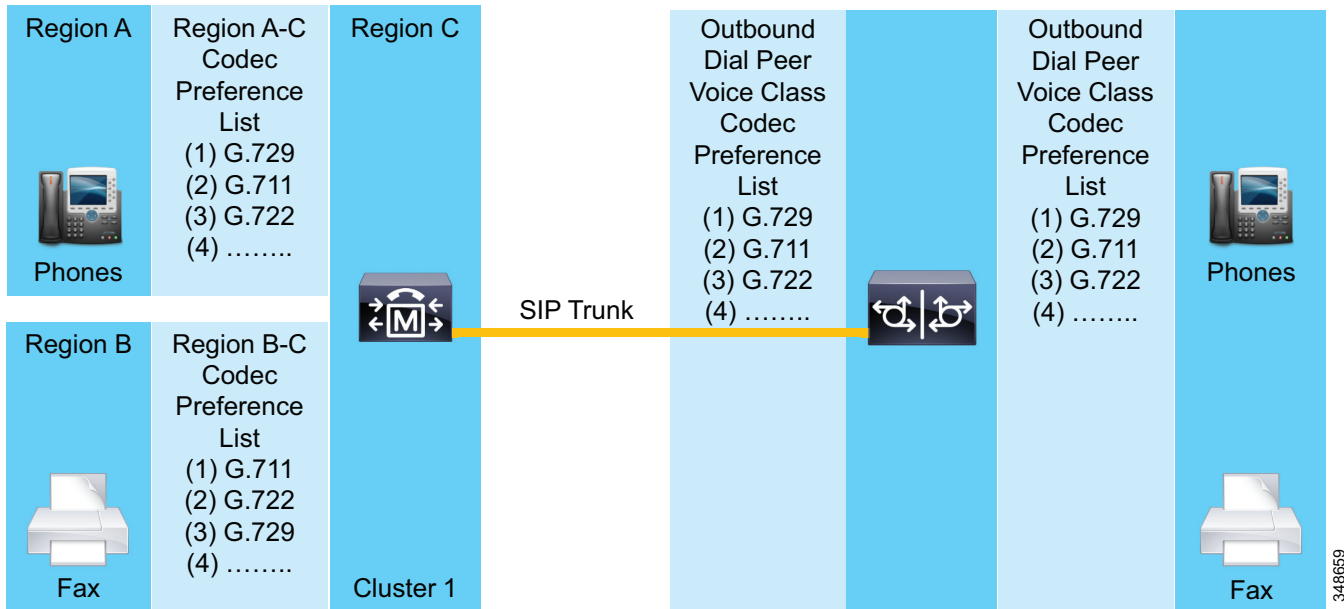 Region A
Phones
Region A-C
Codec
Preference
List
(1) G.729
(2) G.711
(3) G.722
(4) ……..
Region B
Fax
Region B-C
Codec
Preference
List
(1) G.711
(2) G.722
(3) G.729
(4) ……..
Region C
M
Cluster 1
SIP Trunk
Outbound
Dial Peer
Voice Class
Codec
Preference
List
(1) G.729
(2) G.711
(3) G.722
(4) ……..
Outbound
Dial Peer
Voice Class
Codec
Preference
List
(1) G.729
(2) G.711
(3) G.722
(4) ……..
Phones
Fax
348659